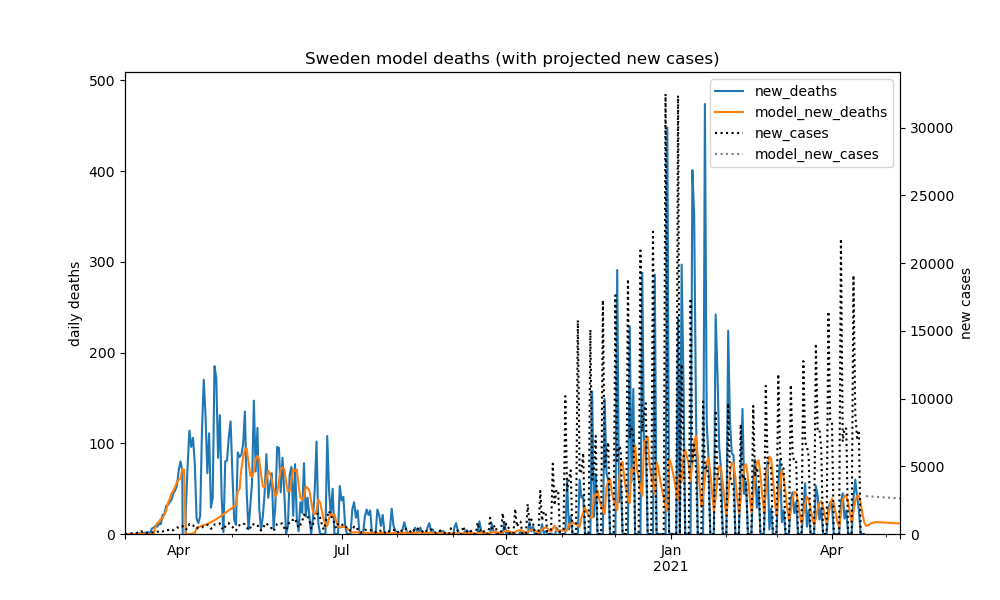 Sweden model deaths (with projected new cases)
new_deaths
model_new_deaths
new_cases
model_new_cases
daily deaths
500
400
300
200
100
0
new cases
30000
25000
20000
15000
10000
5000
0
Apr
Jul
Oct
Jan
2021
Apr